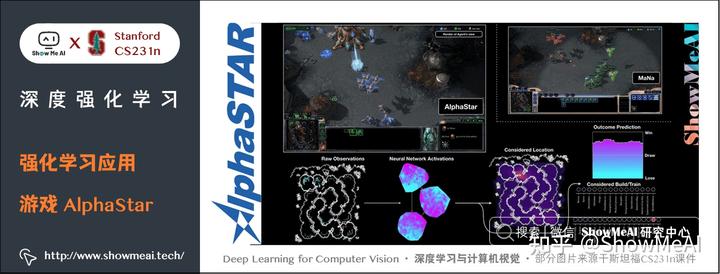 Show Me AI
X
Stanford
CS231n
深度强化学习
强化学习应用
游戏 AlphaStar
http://www.showmeai.tech/
AlphaSTAR
AlphaStar
MaNa
ShowMeAI
Outcome Prediction
Win
Draw
Lose
Raw Observations
Neural Network Activations
Considered Location
Considered Build/Train
搜索 | 微信 ShowMeAI 研究中心
知乎 @ShowMeAI
Deep Learning for Computer Vision · 深度学习与计算机视觉 · 部分图片来源于斯坦福CS231n课件